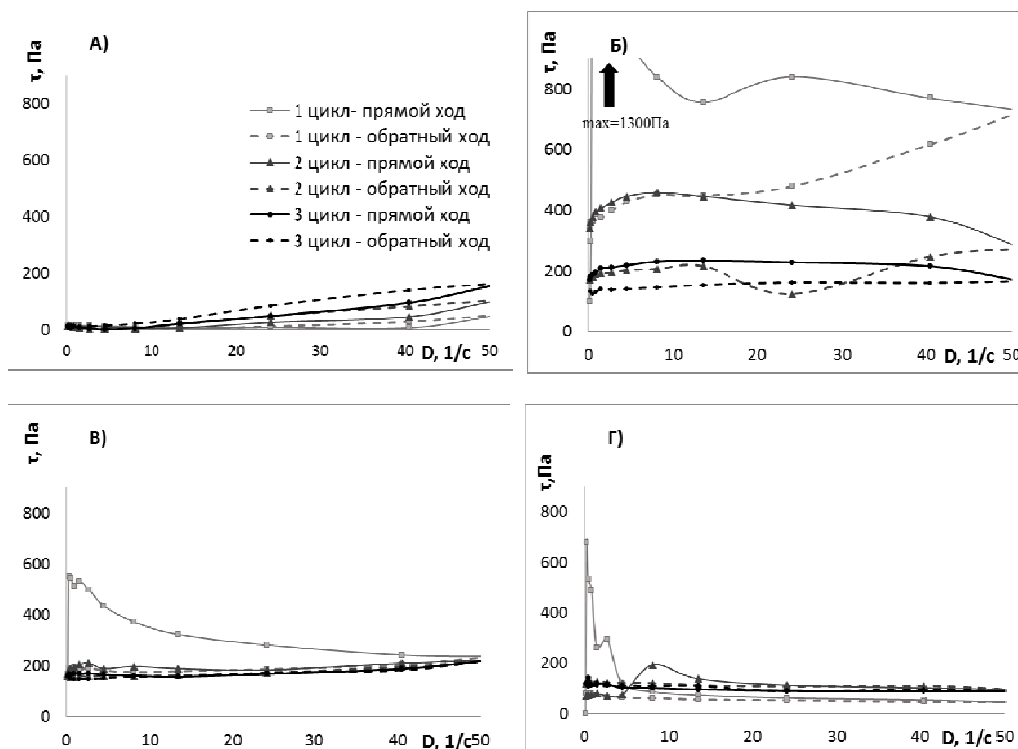 А)
τ, Па
800
600
400
200
0
1 цикл- прямой ход
1 цикл - обратный ход
2 цикл - прямой ход
2 цикл - обратный ход
3 цикл - прямой ход
3 цикл - обратный ход
0 10 20 30 40 50
D, 1/с
Б)
τ, Па
800
600
400
200
0
max=1300Па
0 10 20 30 40 50
D, 1/с
В)
τ, Па
800
600
400
200
0
0 10 20 30 40 50
D, 1/с
Г)
τ,Па
800
600
400
200
0
0 10 20 30 40 50
D, 1/с